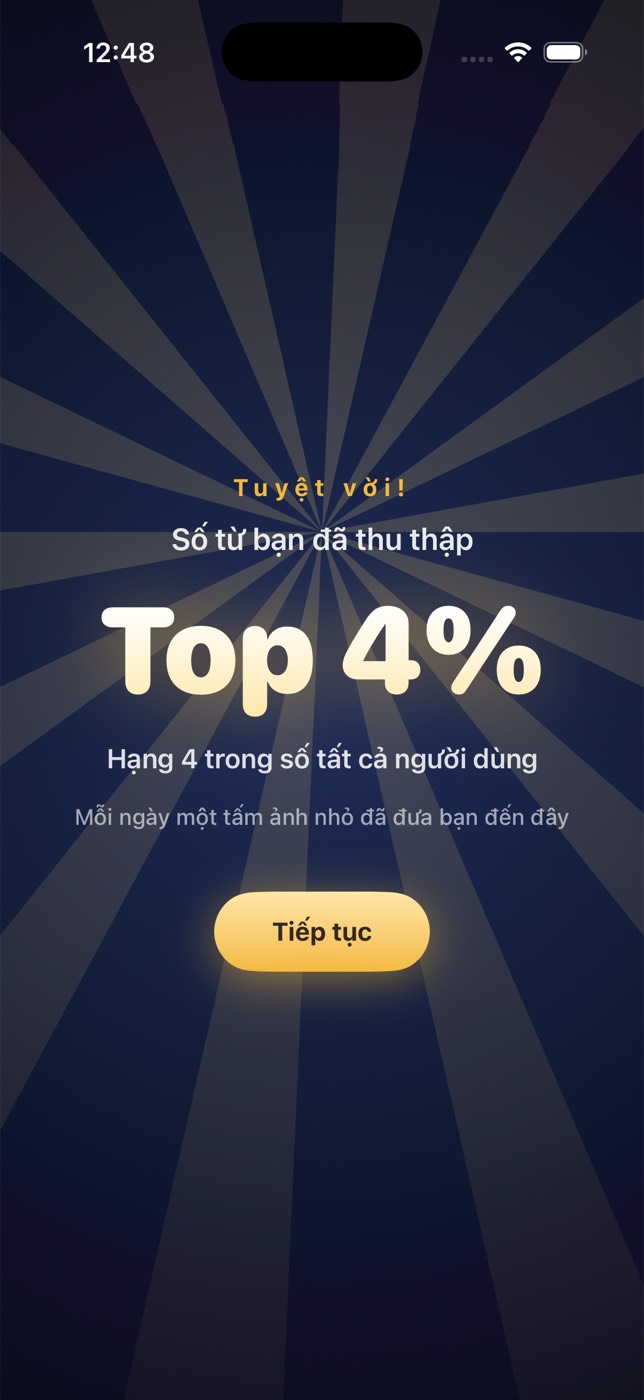 12:48
Tuyệt vời!
Số từ bạn đã thu thập
Top 4%
Hạng 4 trong số tất cả người dùng
Mỗi ngày một tấm ảnh nhỏ đã đưa bạn đến đây
Tiếp tục